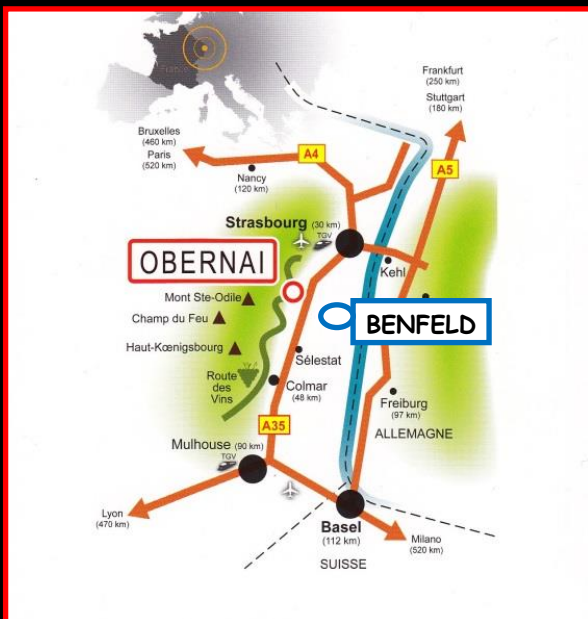 FRANCE
Frankfurt
(250 km)
Stuttgart
(180 km)
Bruxelles
(460 km)
Paris
(520 km)
A4
A5
Nancy
(120 km)
Strasbourg (30 km)
TGV
OBERNAI
Kehl
Mont Ste-Odile
Champ du Feu
BENFELD
Haut-Kœnigsbourg
Sélestat
Route
des
Vins
Colmar
(48 km)
Freiburg
(97 km)
A35
ALLEMAGNE
Mulhouse (90 km)
TGV
Lyon
(470 km)
Basel
(112 km)
Milano
(520 km)
SUISSE